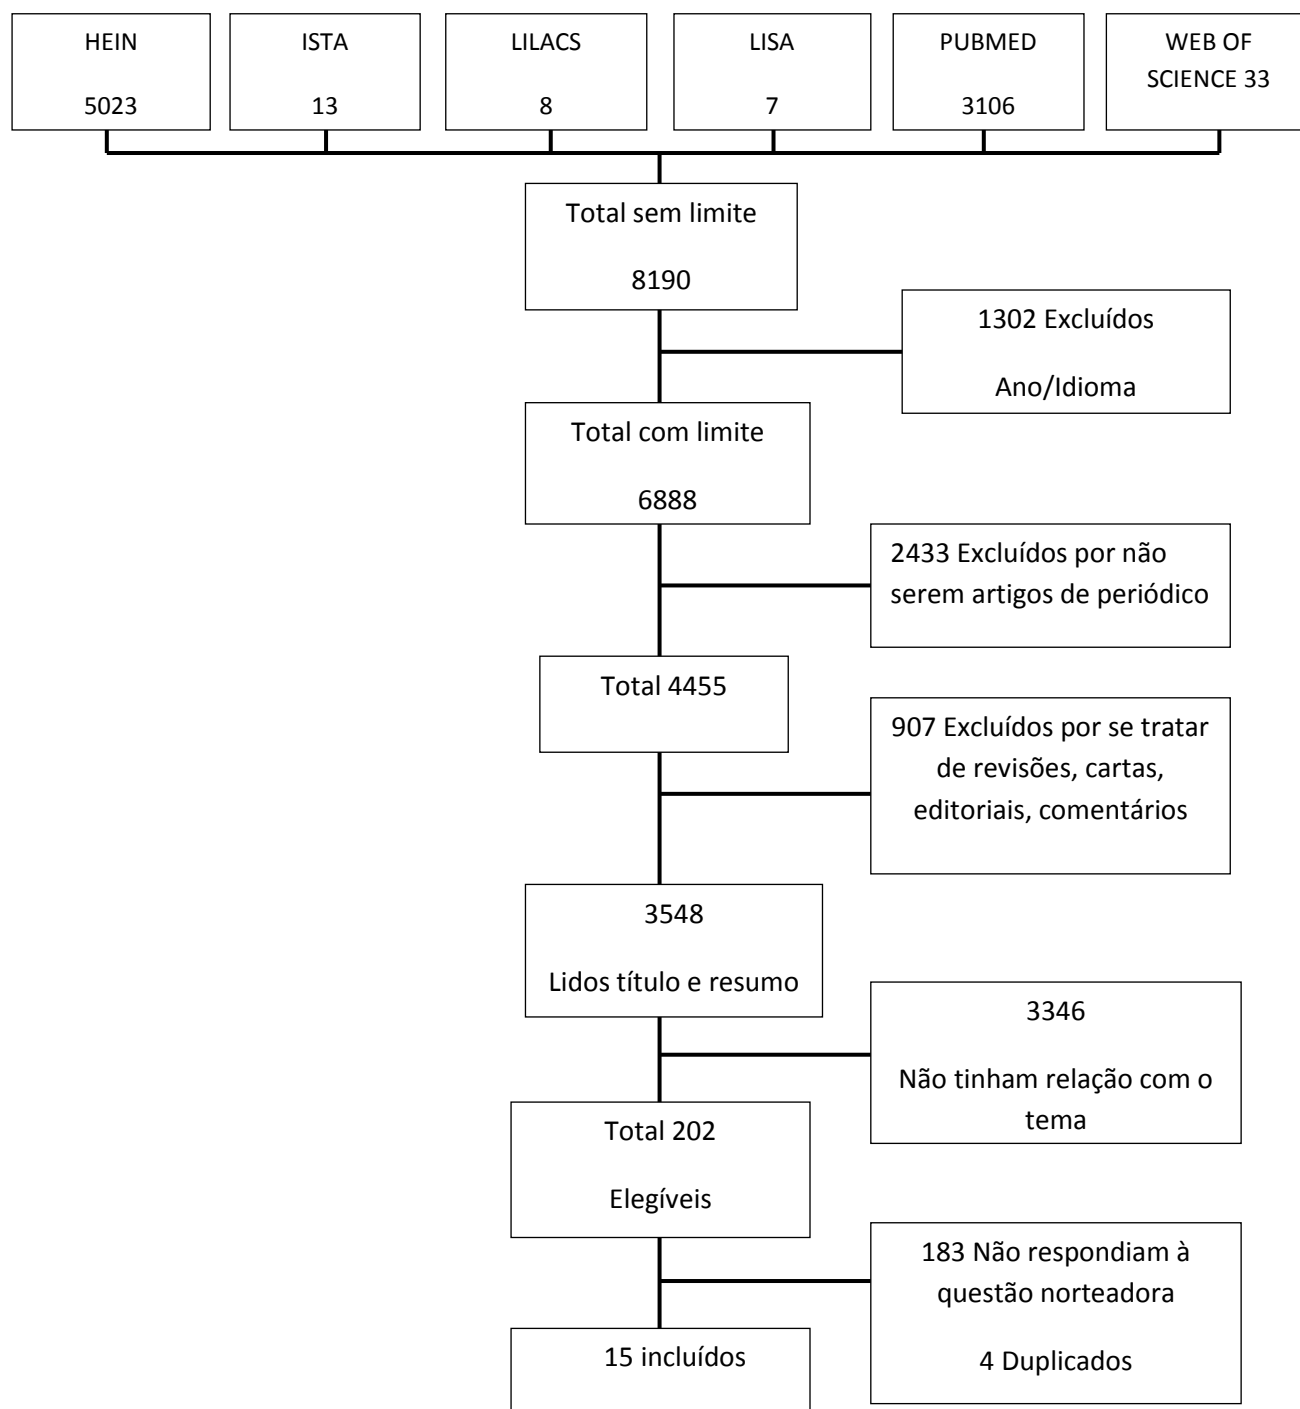 HEIN
5023
ISTA
13
LILACS
8
LISA
7
PUBMED
3106
WEB OF
SCIENCE 33
Total sem limite
8190
1302 Excluídos
Ano/Idioma
Total com limite
6888
2433 Excluídos por não
serem artigos de periódico
Total 4455
907 Excluídos por se tratar
de revisões, cartas,
editoriais, comentários
3548
Lidos título e resumo
3346
Não tinham relação com o
tema
Total 202
Elegíveis
183 Não respondiam à
questão norteadora
4 Duplicados
15 incluídos